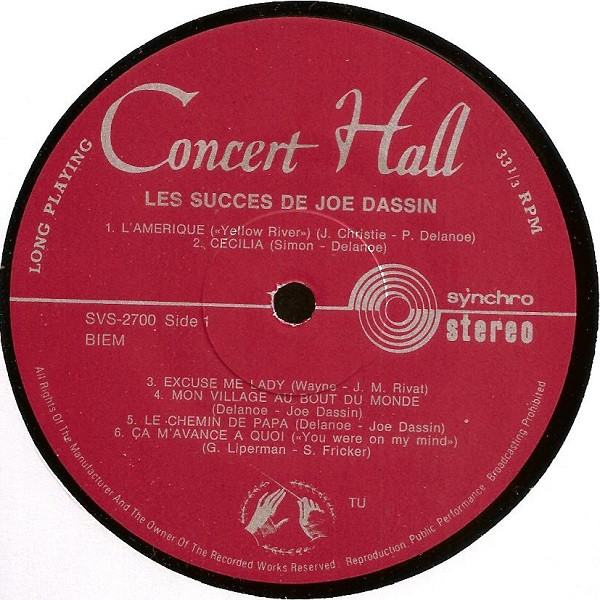 Concert Hall
LONG PLAYING
33 1/3 RPM
LES SUCCES DE JOE DASSIN
1. L'AMERIQUE («Yellow River») (J. Christie - P. Delanoe)
2. CECILIA (Simon - Delanoe)
SVS-2700 Side 1
BIEM
synchro
stereo
3. EXCUSE ME LADY (Wayne - J. M. Rivat)
4. MON VILLAGE AU BOUT DU MONDE
(Delanoe - Joe Dassin)
5. LE CHEMIN DE PAPA (Delanoe - Joe Dassin)
6. ÇA M'AVANCE A QUOI («You were on my mind»)
(G. Liperman - S. Fricker)
TU
All Rights Of The Manufacturer And The Owner Of The Recorded Works Reserved. Reproduction. Public Performance. Broadcasting Prohibited